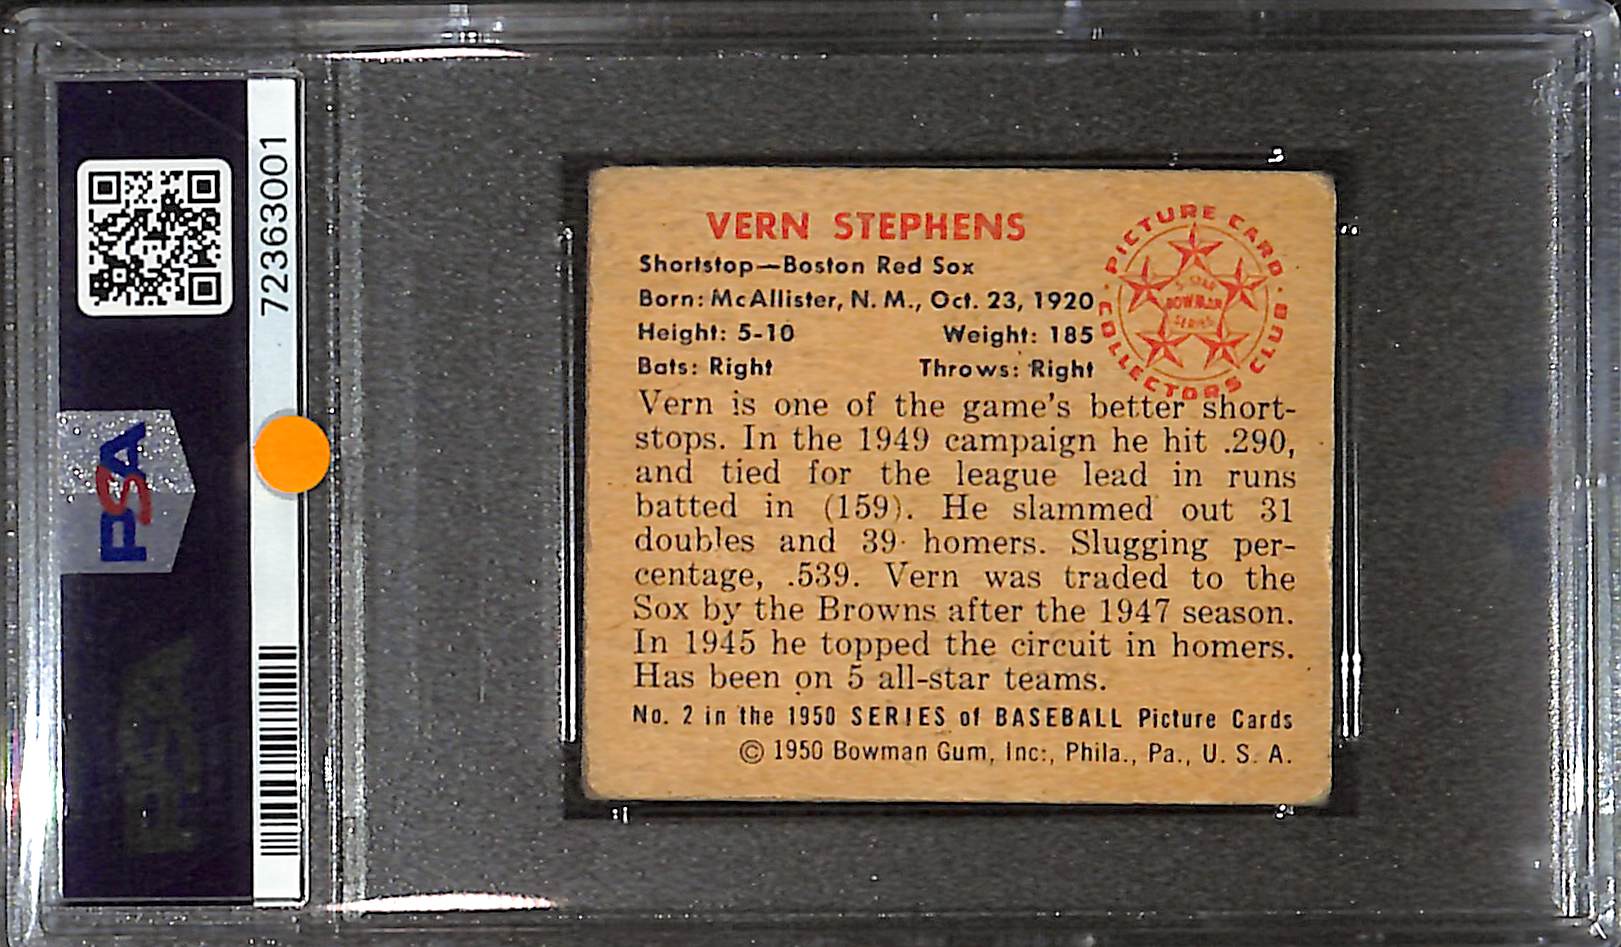 72363001
PSA
PSA
VERN STEPHENS
Shortstop—Boston Red Sox
Born: McAllister, N. M., Oct. 23, 1920
Height: 5-10 Weight: 185
Bats: Right Throws: Right
PICTURE CARD
COLLECTORS CLUB
5-STAR
BOWMAN
SERIES
Vern is one of the game's better short-
stops. In the 1949 campaign he hit .290,
and tied for the league lead in runs
batted in (159). He slammed out 31
doubles and 39 homers. Slugging per-
centage, .539. Vern was traded to the
Sox by the Browns after the 1947 season.
In 1945 he topped the circuit in homers.
Has been on 5 all-star teams.
No. 2 in the 1950 SERIES of BASEBALL Picture Cards
© 1950 Bowman Gum, Inc., Phila., Pa., U. S. A.